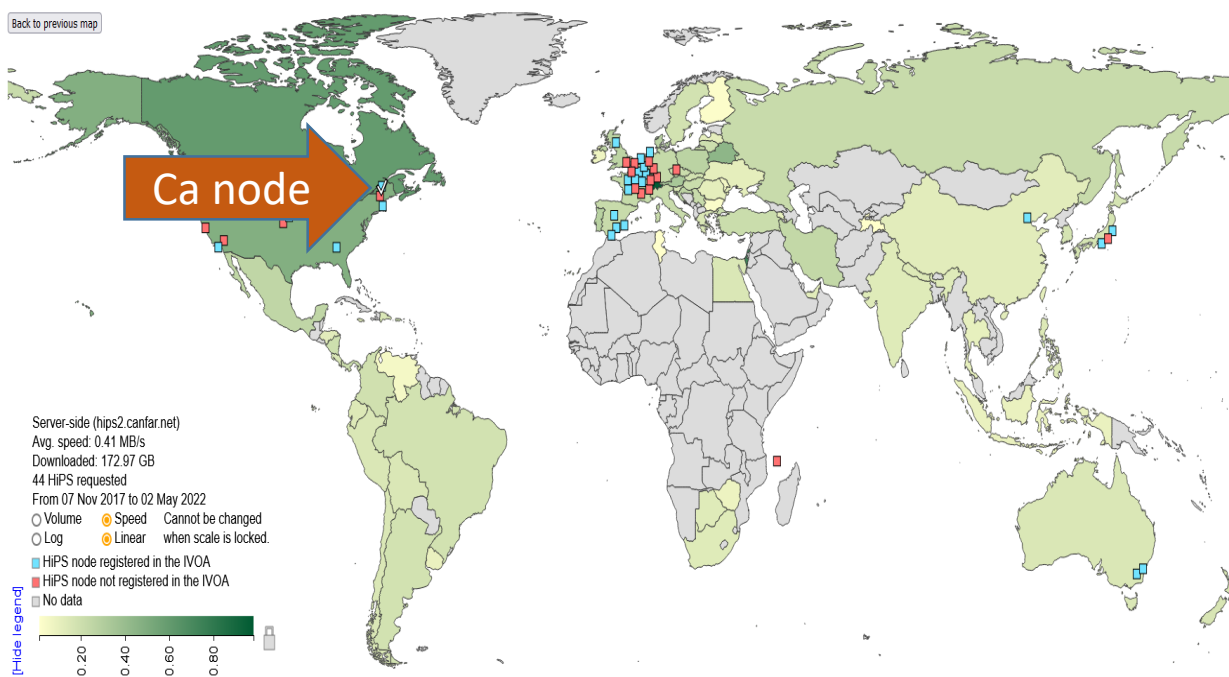 Back to previous map
Ca node
Server-side (hips2.canfar.net)
Avg. speed: 0.41 MB/s
Downloaded: 172.97 GB
44 HiPS requested
From 07 Nov 2017 to 02 May 2022
Volume Speed Cannot be changed
Log Linear when scale is locked.
HiPS node registered in the IVOA
HiPS node not registered in the IVOA
No data
[Hide legend]
0.20 0.40 0.60 0.80